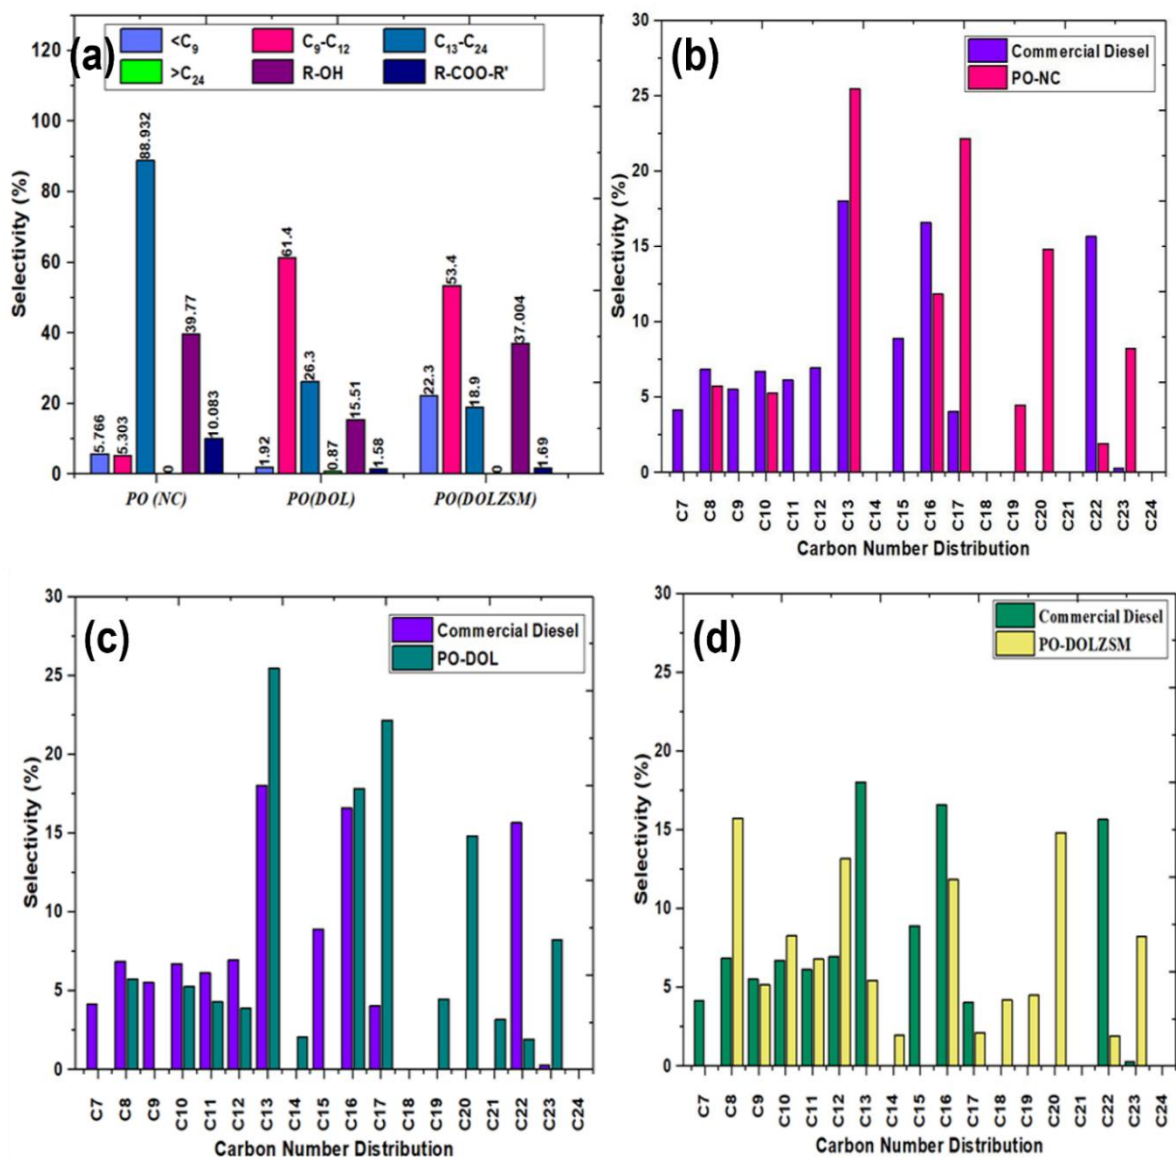 (a)
<C9 C9-C12 C13-C24
>C24 R-OH R-COO-R'
120
100
80
60
40
20
0
Selectivity (%)
5.766 5.303 88.932 0 39.77 10.083
1.92 61.4 26.3 0.87 15.51 1.58
22.3 53.4 18.9 0 37.004 1.69
PO (NC) PO(DOL) PO(DOLZSM)
(b)
Commercial Diesel
PO-NC
30
25
20
15
10
5
0
Selectivity (%)
C7 C8 C9 C10 C11 C12 C13 C14 C15 C16 C17 C18 C19 C20 C21 C22 C23 C24
Carbon Number Distribution
(c)
Commercial Diesel
PO-DOL
30
25
20
15
10
5
0
Selectivity (%)
C7 C8 C9 C10 C11 C12 C13 C14 C15 C16 C17 C18 C19 C20 C21 C22 C23 C24
Carbon Number Distribution
(d)
Commercial Diesel
PO-DOLZSM
30
25
20
15
10
5
0
Selectivity (%)
C7 C8 C9 C10 C11 C12 C13 C14 C15 C16 C17 C18 C19 C20 C21 C22 C23 C24
Carbon Number Distribution